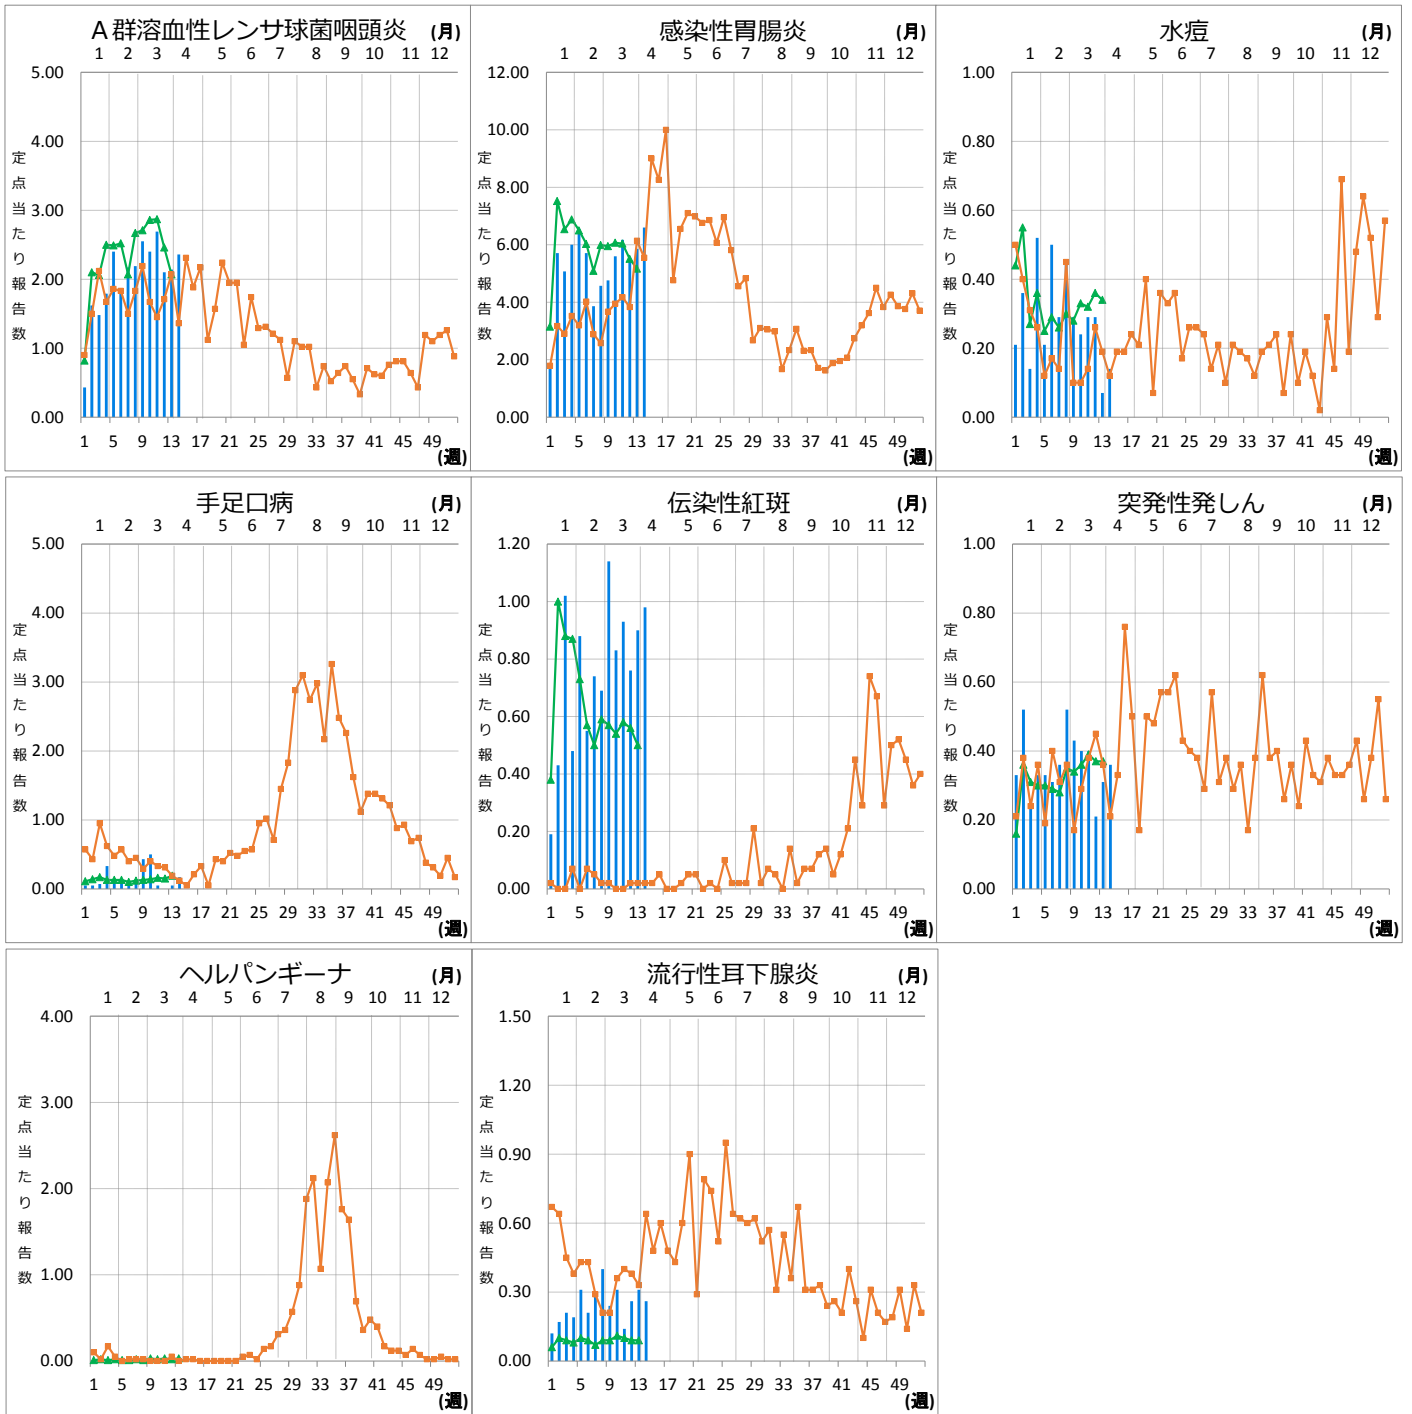 A群溶血性レンサ球菌咽頭炎 (月)
1 2 3 4 5 6 7 8 9 10 11 12
5.00
4.00
3.00
2.00
1.00
0.00
定点当たり報告数
1 5 9 13 17 21 25 29 33 37 41 45 49
(週)
感染性胃腸炎 (月)
1 2 3 4 5 6 7 8 9 10 11 12
12.00
10.00
8.00
6.00
4.00
2.00
0.00
定点当たり報告数
1 5 9 13 17 21 25 29 33 37 41 45 49
(週)
水痘 (月)
1 2 3 4 5 6 7 8 9 10 11 12
1.00
0.80
0.60
0.40
0.20
0.00
定点当たり報告数
1 5 9 13 17 21 25 29 33 37 41 45 49
(週)
手足口病 (月)
1 2 3 4 5 6 7 8 9 10 11 12
5.00
4.00
3.00
2.00
1.00
0.00
定点当たり報告数
1 5 9 13 17 21 25 29 33 37 41 45 49
(週)
伝染性紅斑 (月)
1 2 3 4 5 6 7 8 9 10 11 12
1.20
1.00
0.80
0.60
0.40
0.20
0.00
定点当たり報告数
1 5 9 13 17 21 25 29 33 37 41 45 49
(週)
突発性発しん (月)
1 2 3 4 5 6 7 8 9 10 11 12
1.00
0.80
0.60
0.40
0.20
0.00
定点当たり報告数
1 5 9 13 17 21 25 29 33 37 41 45 49
(週)
ヘルパンギーナ (月)
1 2 3 4 5 6 7 8 9 10 11 12
4.00
3.00
2.00
1.00
0.00
定点当たり報告数
1 5 9 13 17 21 25 29 33 37 41 45 49
(週)
流行性耳下腺炎 (月)
1 2 3 4 5 6 7 8 9 10 11 12
1.50
1.20
0.90
0.60
0.30
0.00
定点当たり報告数
1 5 9 13 17 21 25 29 33 37 41 45 49
(週)